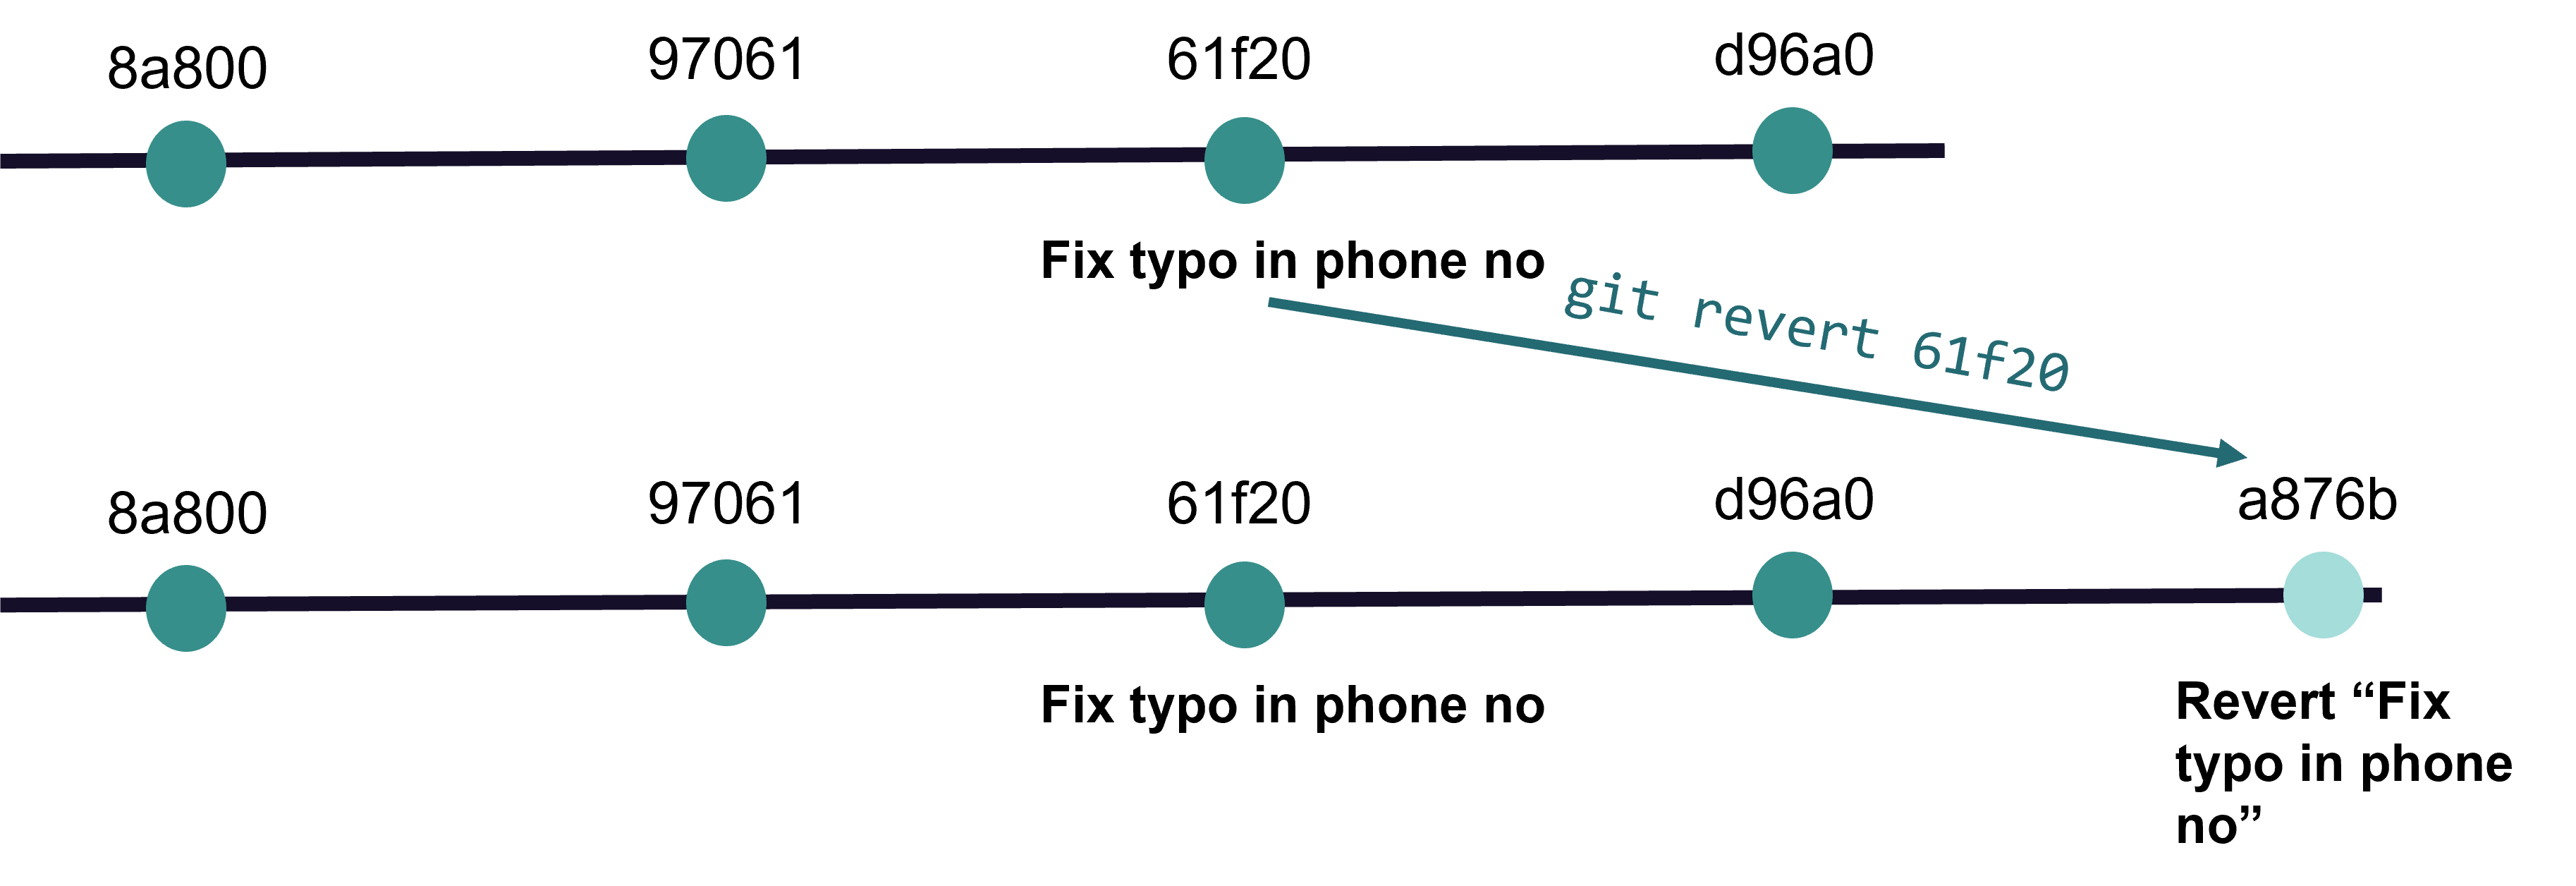 8a800 97061 61f20 d96a0
Fix typo in phone no
git revert 61f20
8a800 97061 61f20 d96a0 a876b
Fix typo in phone no
Revert “Fix
typo in phone
no”